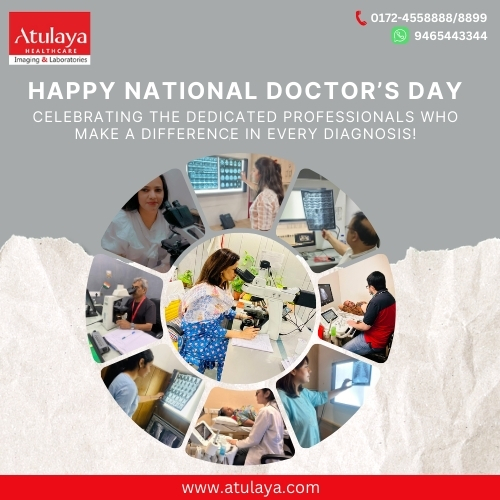 Atulaya
HEALTHCARE
Imaging & Laboratories
0172-4558888/8899
9465443344
HAPPY NATIONAL DOCTOR'S DAY
CELEBRATING THE DEDICATED PROFESSIONALS WHO
MAKE A DIFFERENCE IN EVERY DIAGNOSIS!
www.atulaya.com